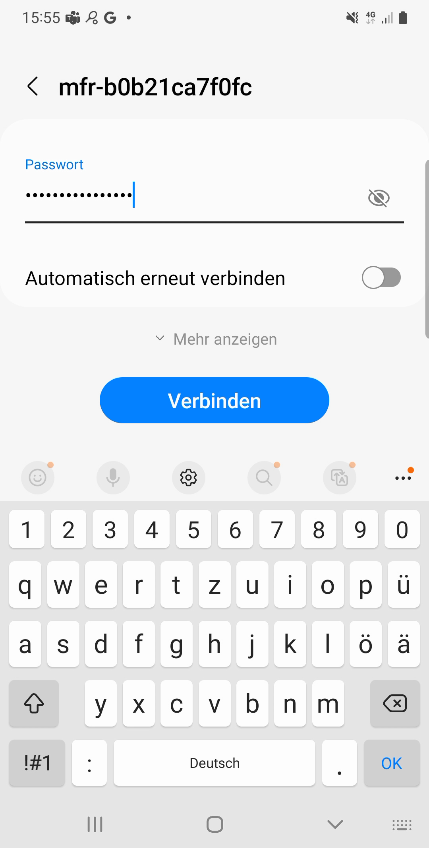 15:55 G • 4G
mfr-b0b21ca7f0fc
Passwort
••••••••••••••••
Automatisch erneut verbinden
Mehr anzeigen
Verbinden
1 2 3 4 5 6 7 8 9 0
q w e r t z u i o p ü
a s d f g h j k l ö ä
y x c v b n m
!#1 : Deutsch . OK